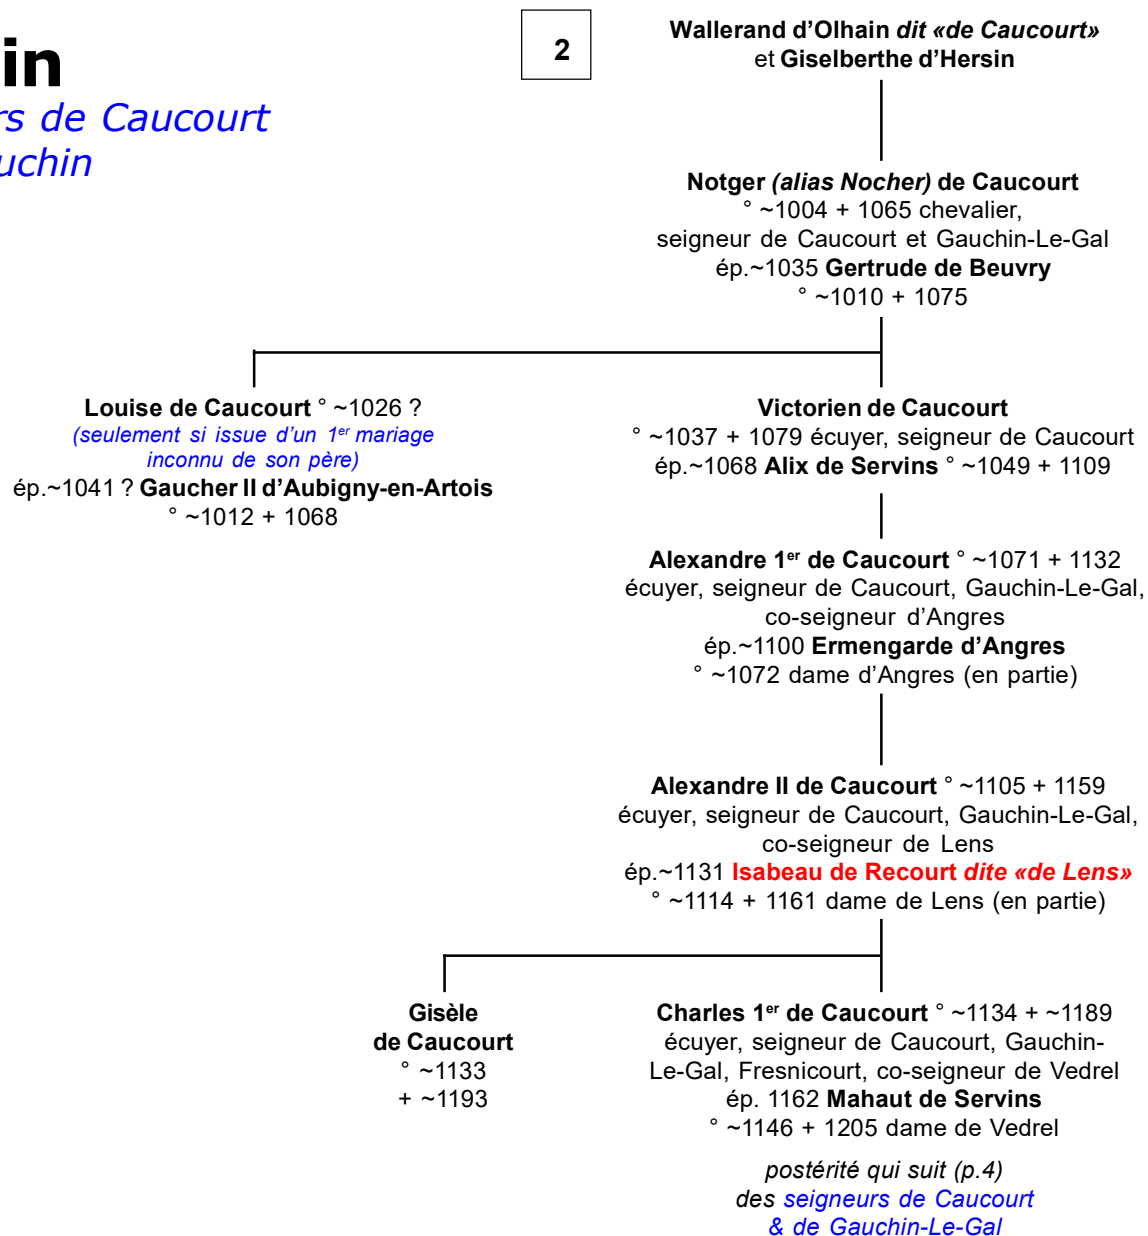 in
rs de Caucourt
uchin
2
Wallerand d’Olhain dit «de Caucourt»
et Giselberthe d’Hersin
Notger (alias Nocher) de Caucourt
° ~1004 + 1065 chevalier,
seigneur de Caucourt et Gauchin-Le-Gal
ép.~1035 Gertrude de Beuvry
° ~1010 + 1075
Louise de Caucourt ° ~1026 ?
(seulement si issue d’un 1er mariage
inconnu de son père)
ép.~1041 ? Gaucher II d’Aubigny-en-Artois
° ~1012 + 1068
Victorien de Caucourt
° ~1037 + 1079 écuyer, seigneur de Caucourt
ép.~1068 Alix de Servins ° ~1049 + 1109
Alexandre 1er de Caucourt ° ~1071 + 1132
écuyer, seigneur de Caucourt, Gauchin-Le-Gal,
co-seigneur d’Angres
ép.~1100 Ermengarde d’Angres
° ~1072 dame d’Angres (en partie)
Alexandre II de Caucourt ° ~1105 + 1159
écuyer, seigneur de Caucourt, Gauchin-Le-Gal,
co-seigneur de Lens
ép.~1131 Isabeau de Recourt dite «de Lens»
° ~1114 + 1161 dame de Lens (en partie)
Gisèle
de Caucourt
° ~1133
+ ~1193
Charles 1er de Caucourt ° ~1134 + ~1189
écuyer, seigneur de Caucourt, Gauchin-
Le-Gal, Fresnicourt, co-seigneur de Vedrel
ép. 1162 Mahaut de Servins
° ~1146 + 1205 dame de Vedrel
postérité qui suit (p.4)
des seigneurs de Caucourt
& de Gauchin-Le-Gal